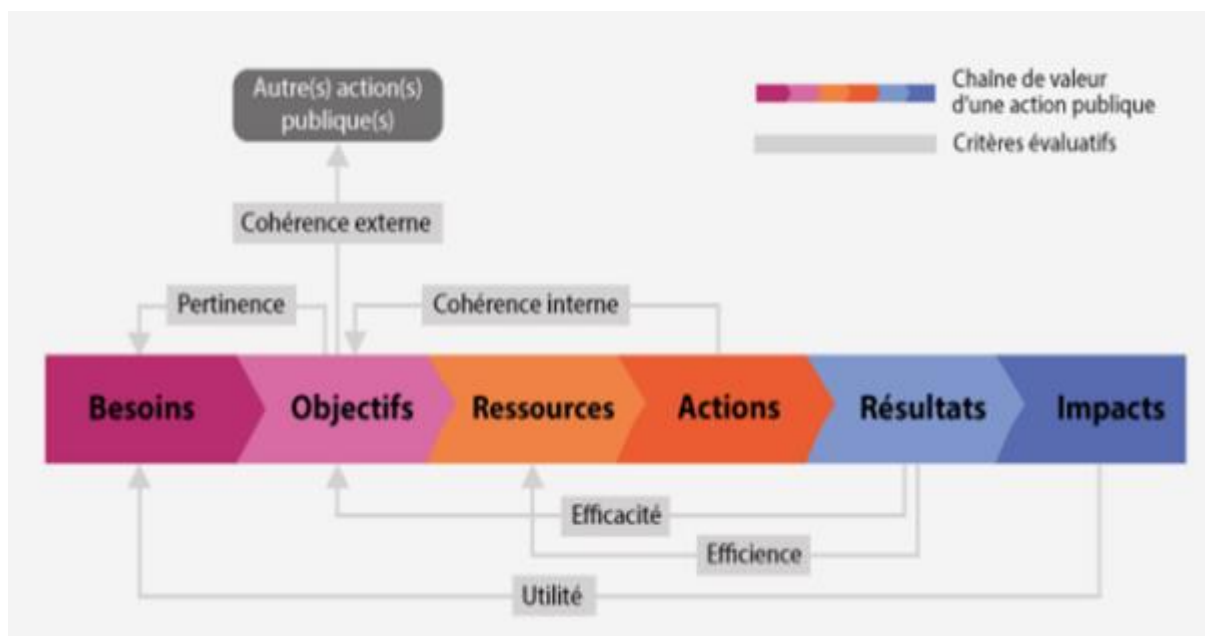 Autre(s) action(s)
publique(s)
Chaîne de valeur
d'une action publique
Critères évaluatifs
Cohérence externe
Pertinence
Cohérence interne
Besoins
Objectifs
Ressources
Actions
Résultats
Impacts
Efficacité
Efficience
Utilité